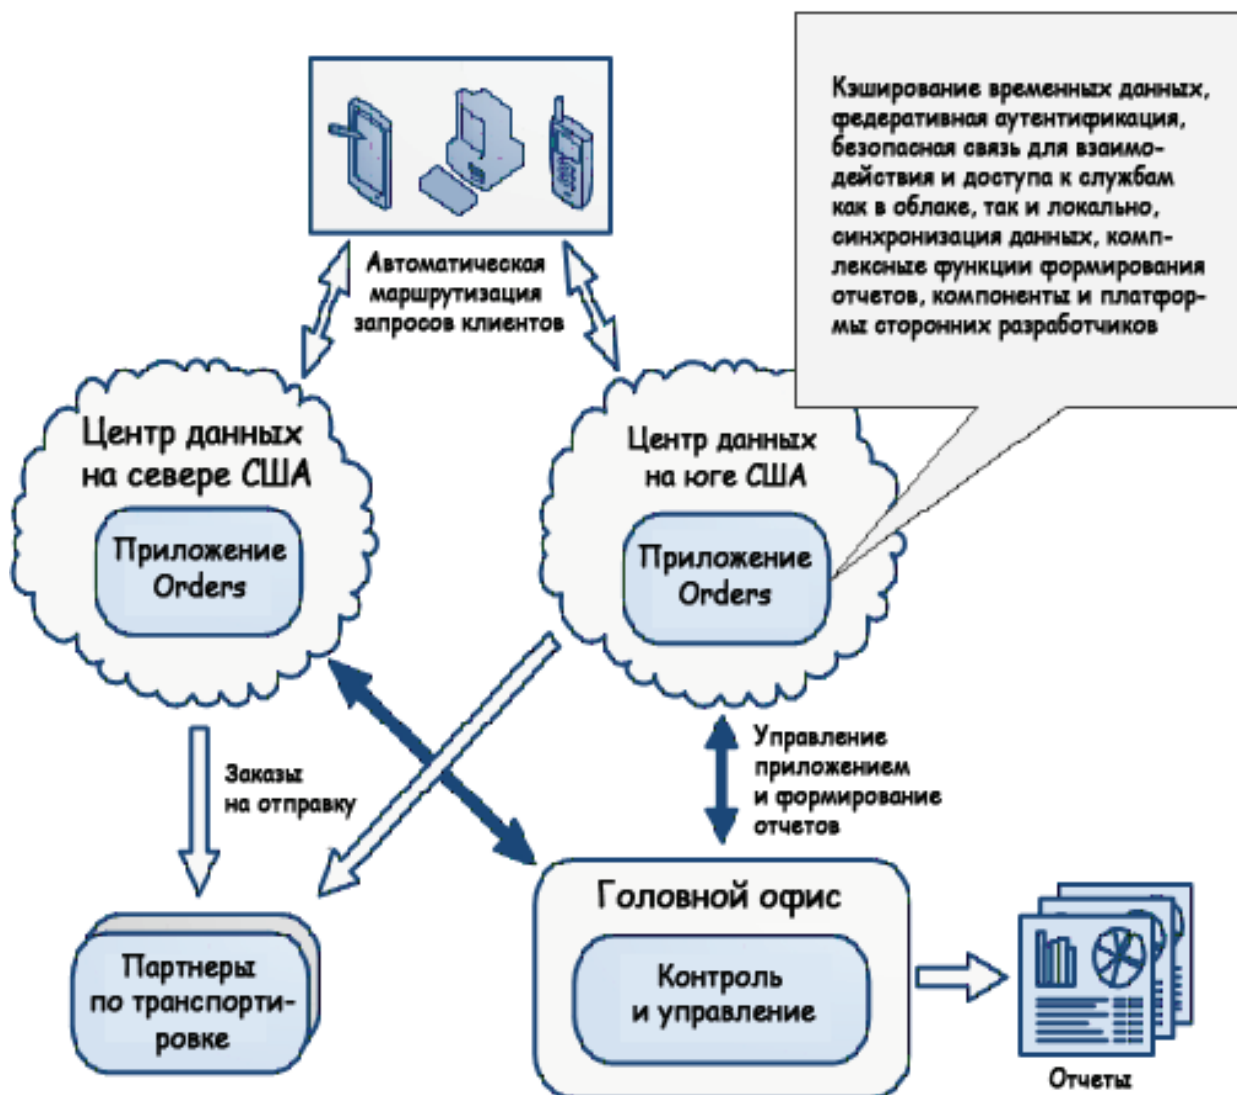 Кэширование временных данных,
федеративная аутентификация,
безопасная связь для взаимо-
действия и доступа к службам
как в облаке, так и локально,
синхронизация данных, комп-
лексные функции формирования
отчетов, компоненты и платфор-
мы сторонних разработчиков
Автоматическая
маршрутизация
запросов клиентов
Центр данных
на севере США
Приложение
Orders
Центр данных
на юге США
Приложение
Orders
Заказы
на отправку
Управление
приложением
и формирование
отчетов
Партнеры
по транспорти-
ровке
Головной офис
Контроль
и управление
Отчеты